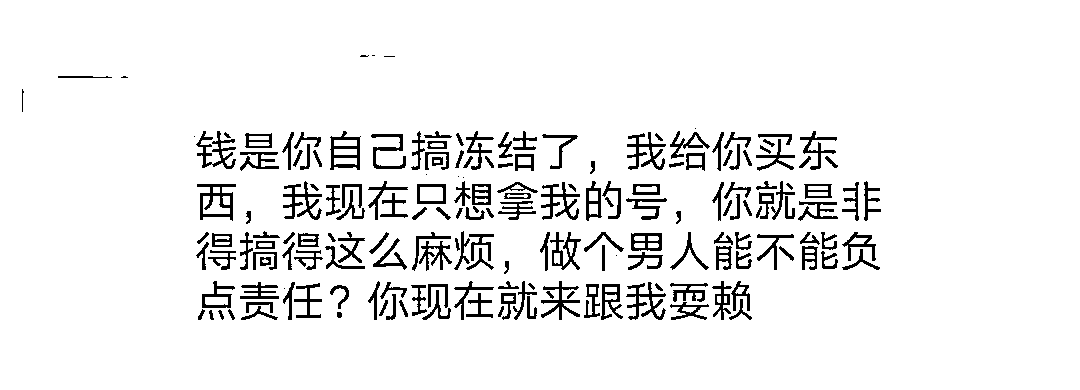 钱是你自己搞冻结了，我给你买东
西，我现在只想拿我的号，你就是非
得搞得这么麻烦，做个男人能不能负
点责任？你现在就来跟我耍赖